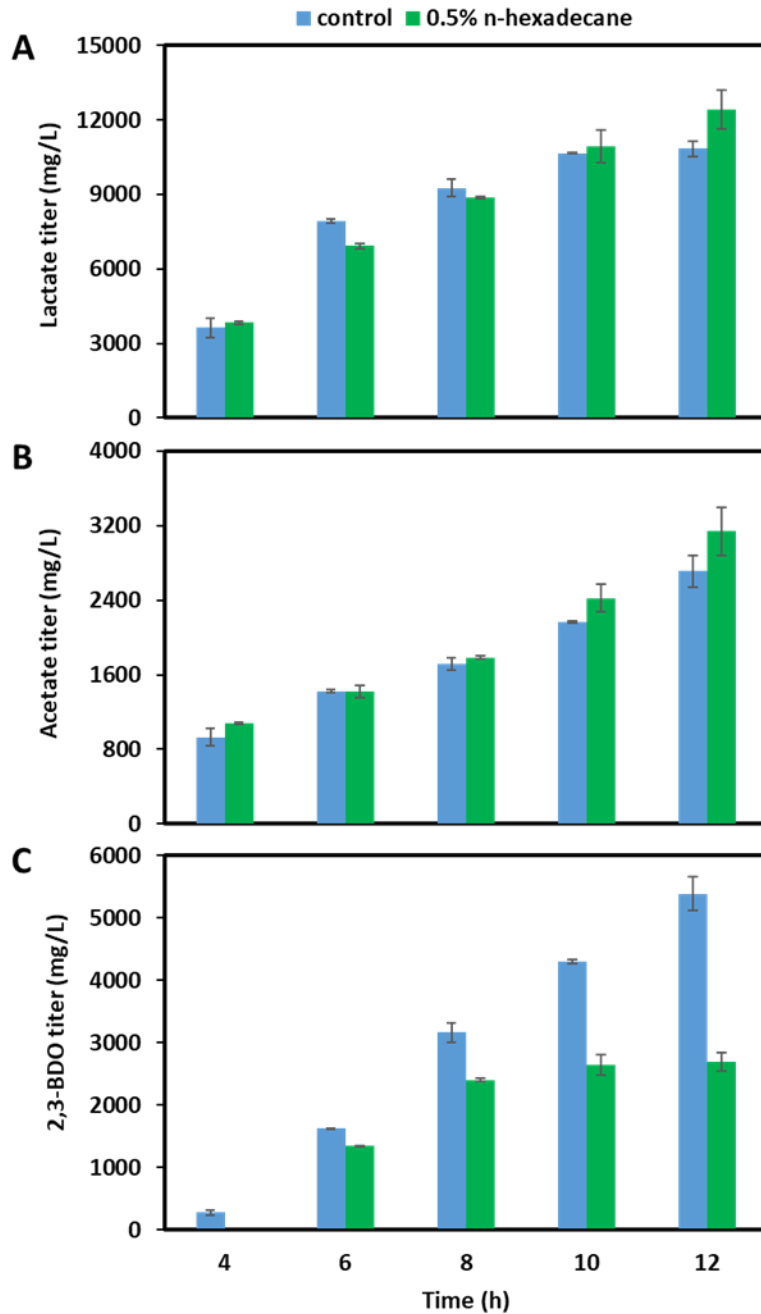 control 0.5% n-hexadecane
A
15000
12000
9000
6000
3000
0
Lactate titer (mg/L)
B
4000
3200
2400
1600
800
0
Acetate titer (mg/L)
C
6000
5000
4000
3000
2000
1000
0
2,3-BDO titer (mg/L)
4 6 8 10 12
Time (h)